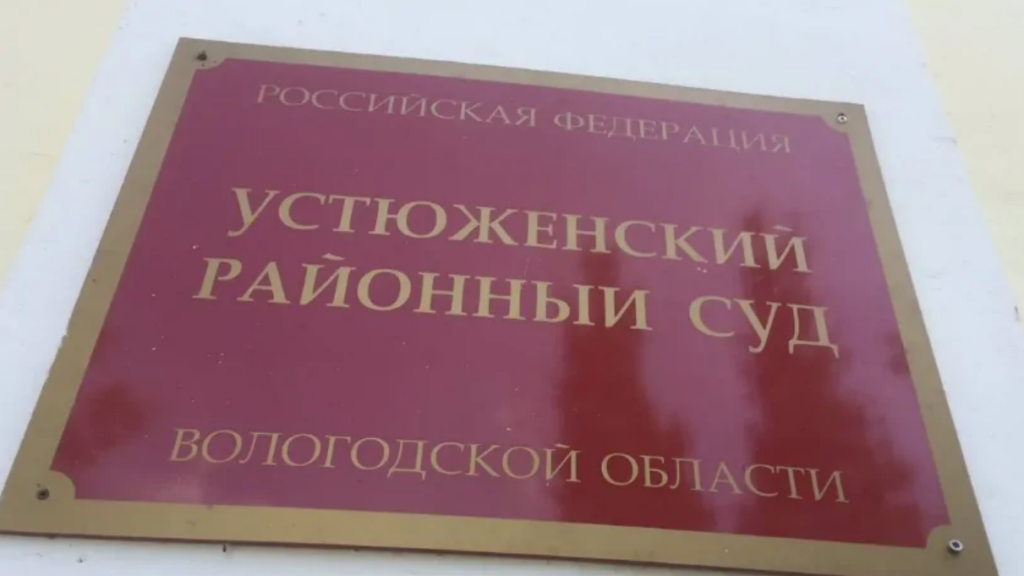 РОССИЙСКАЯ ФЕДЕРАЦИЯ
УСТЮЖЕНСКИЙ
РАЙОННЫЙ СУД
ВОЛОГОДСКОЙ ОБЛАСТИ